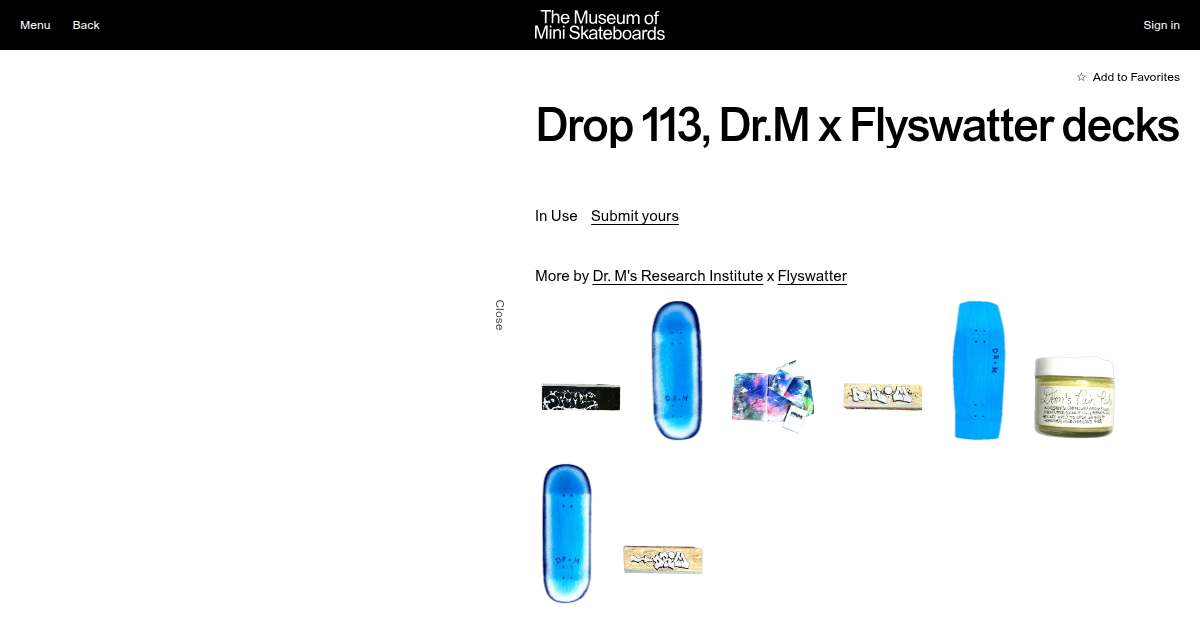 Menu
Back
The Museum of
Mini Skateboards
Sign in
☆ Add to Favorites
Drop 113, Dr.M x Flyswatter decks
In Use Submit yours
More by Dr. M's Research Institute x Flyswatter
Close
DR.M
DR.M
DR.M